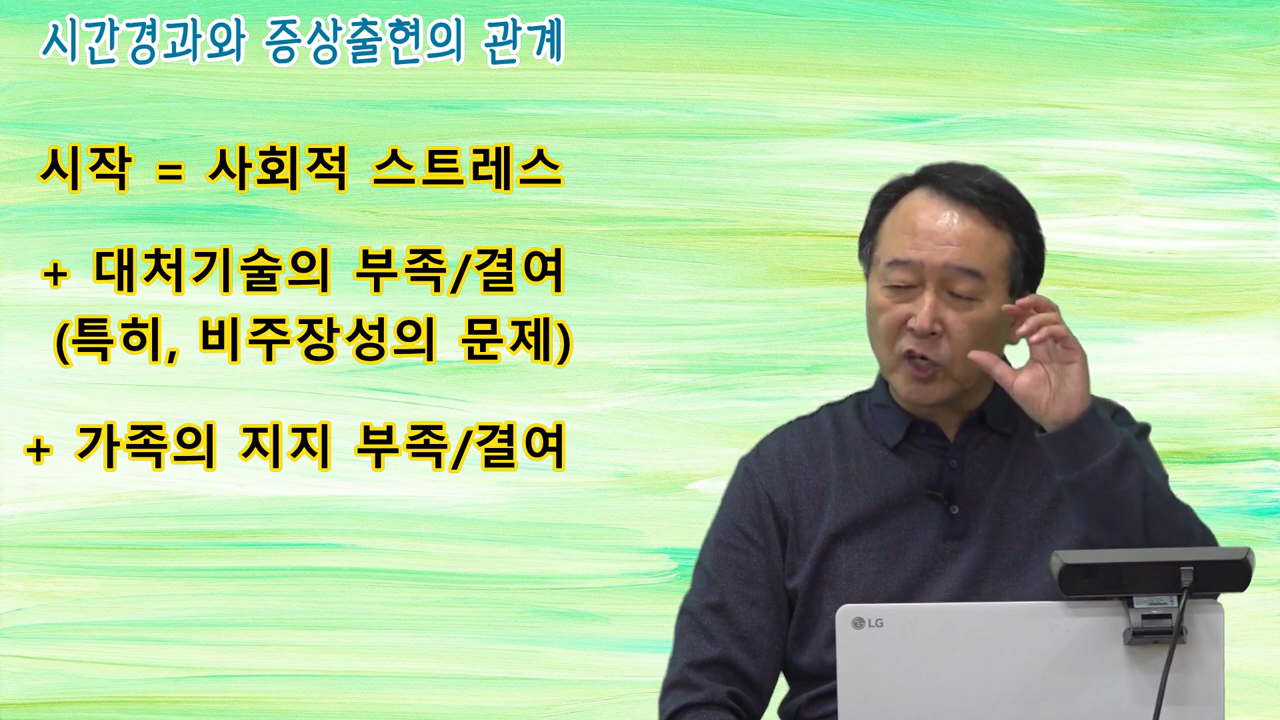 시간경과와 증상출현의 관계
시작 = 사회적 스트레스
+ 대처기술의 부족/결여
(특히, 비주장성의 문제)
+ 가족의 지지 부족/결여
LG